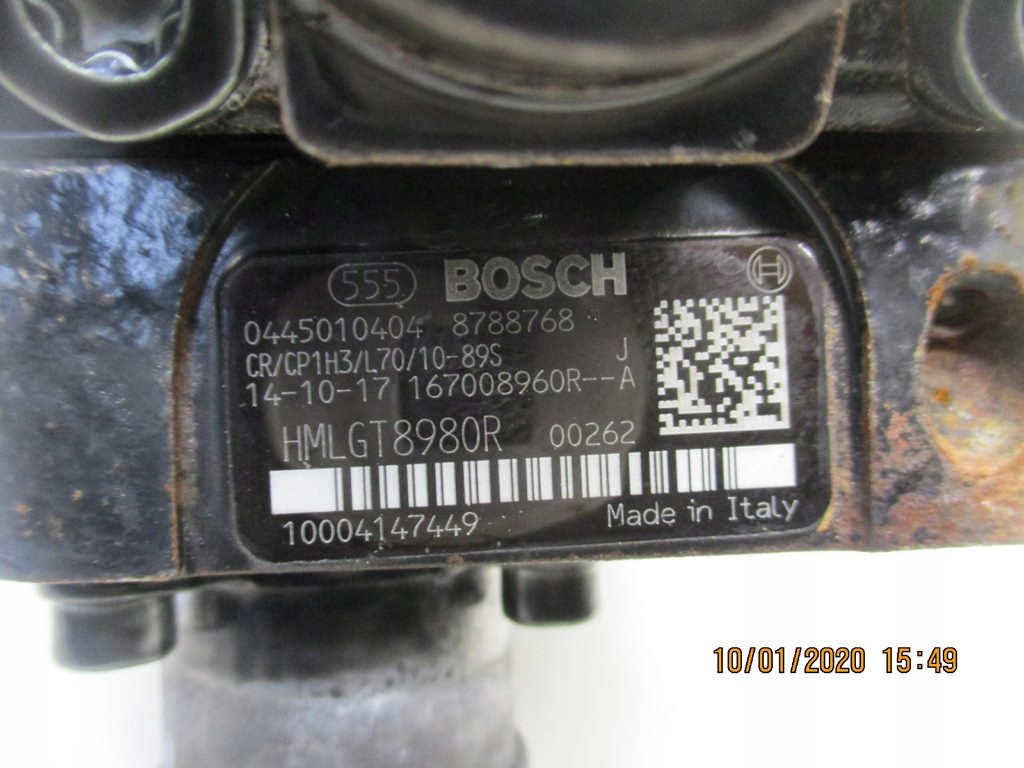 555 BOSCH H
0445010404 8788768
CR/CP1H3/L70/10-89S J
14-10-17 167008960R--A
HMLGT8980R 00262
10004147449 Made in Italy
10/01/2020 15:49